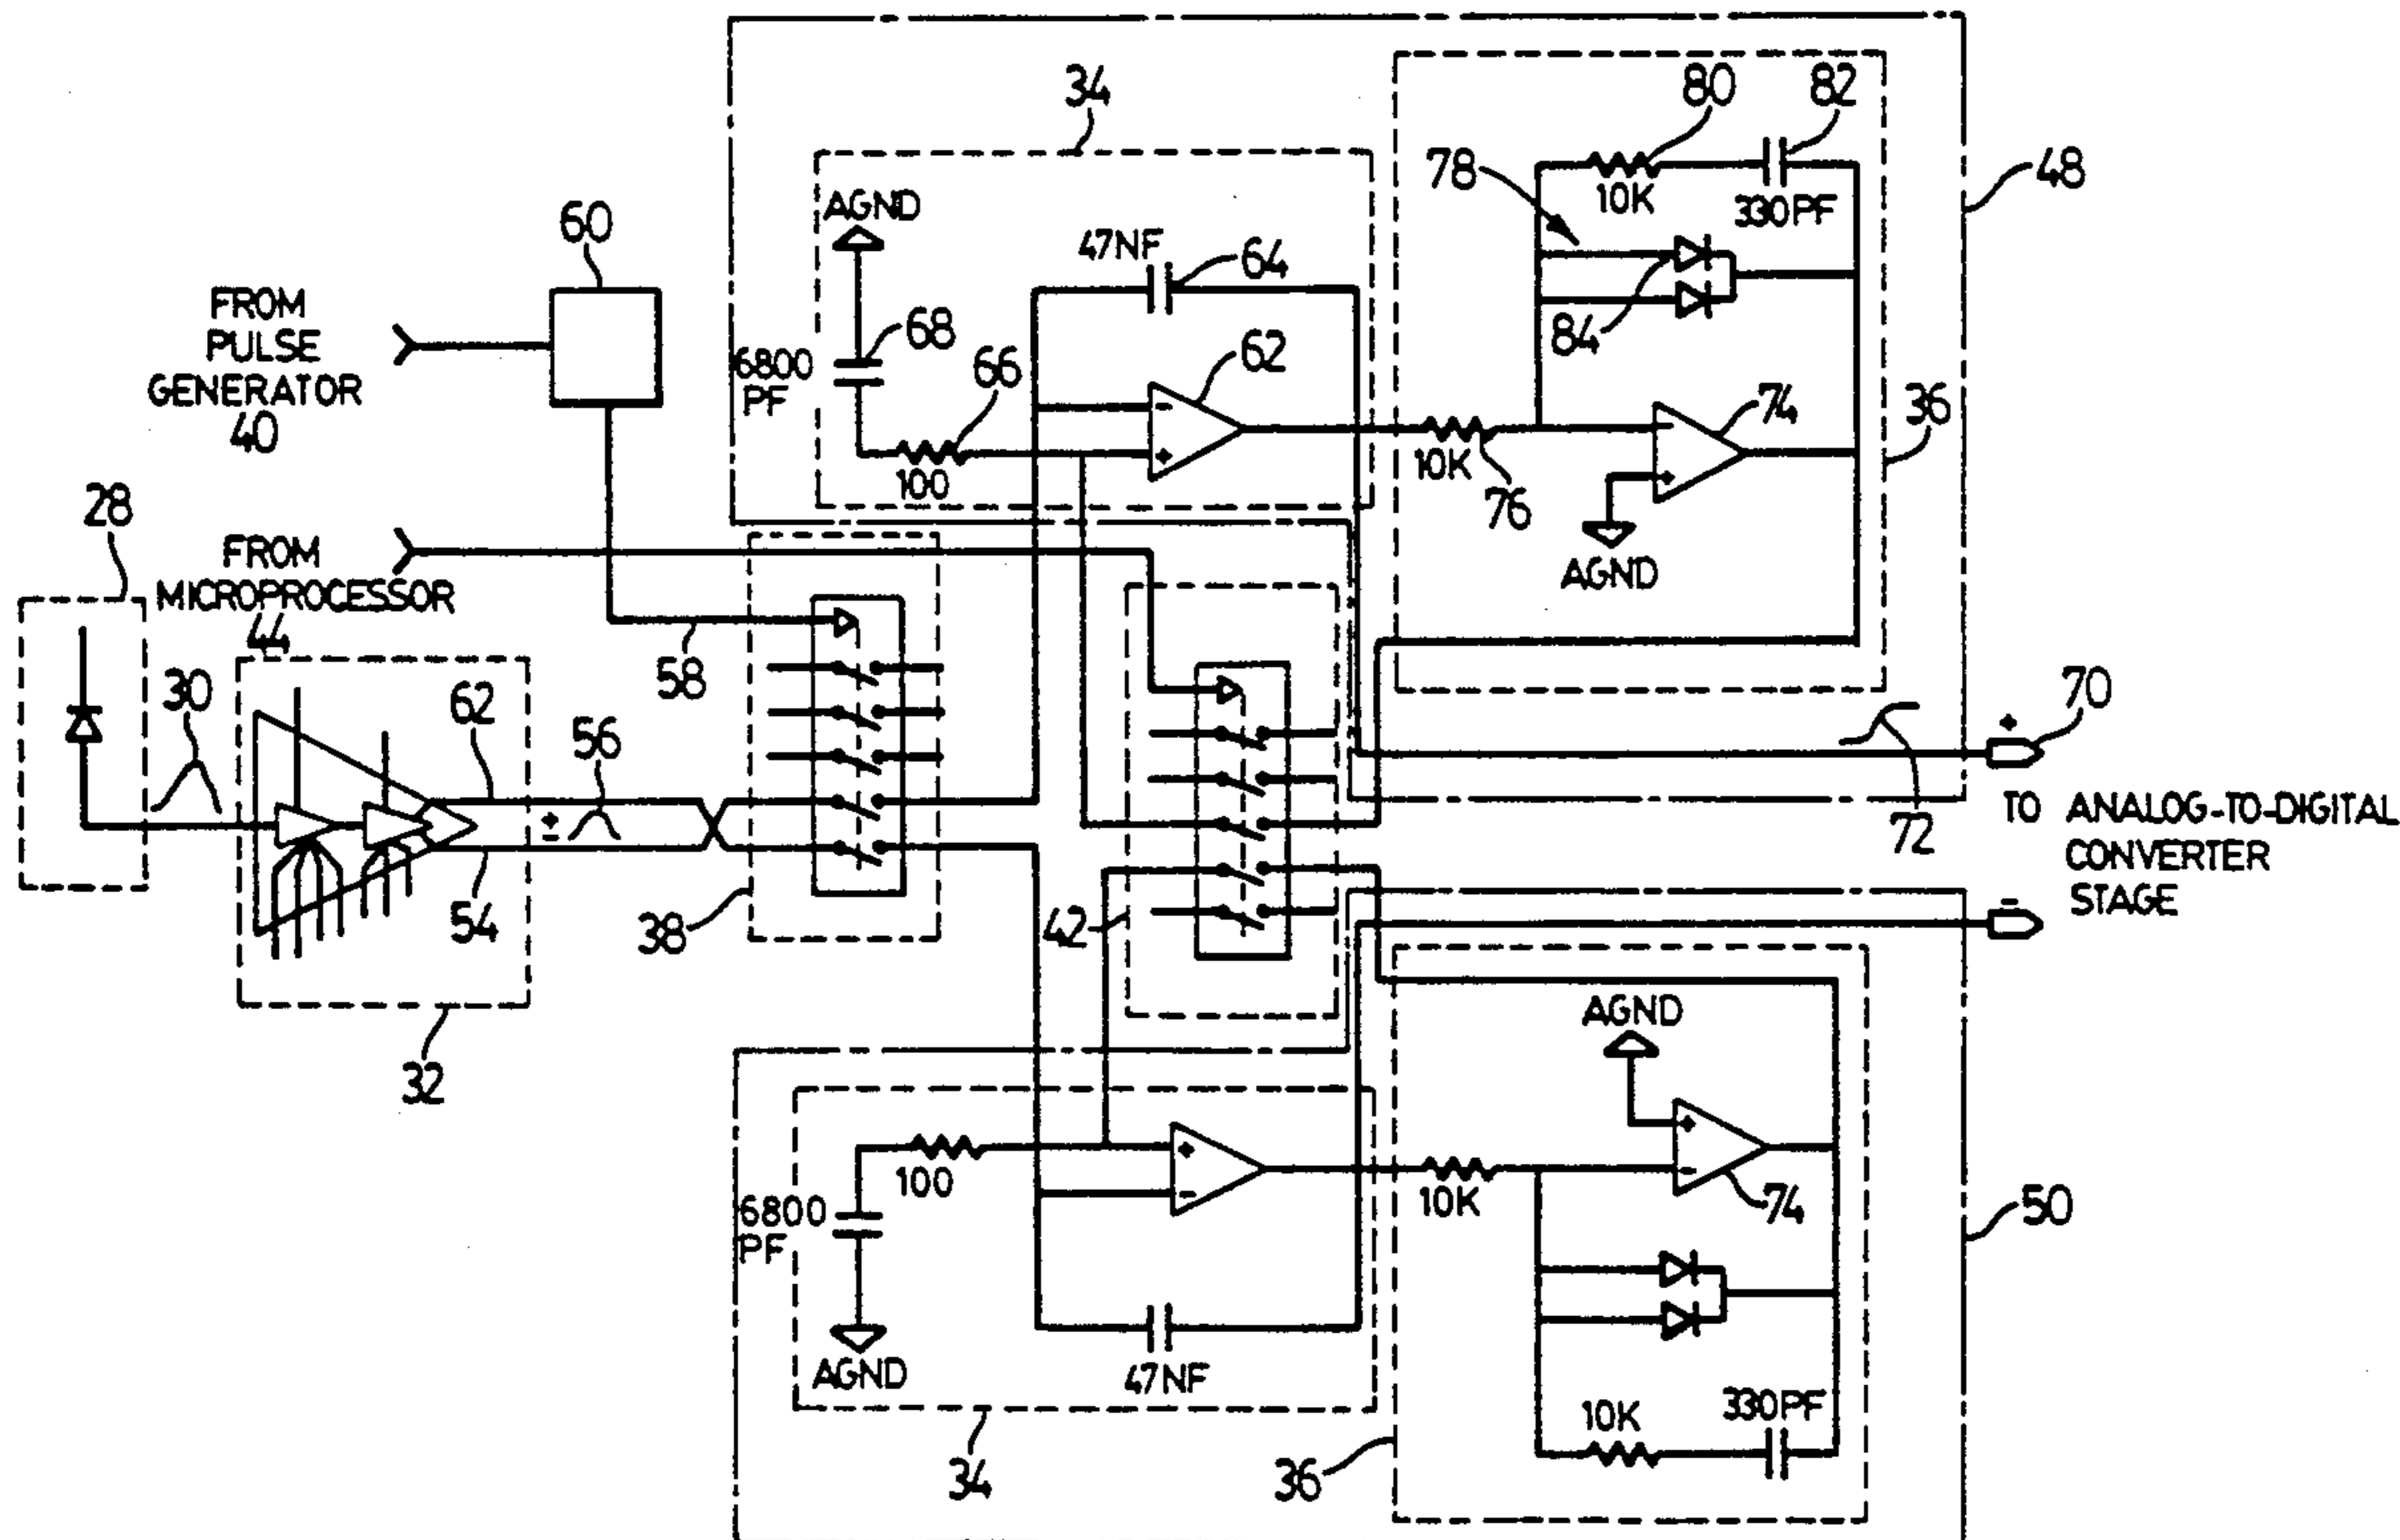 34
80
82
78
48
AGND
10K
330PF
60
47NF
64
84
FROM
PULSE
GENERATOR
40
68
6800
PF
66
62
74
36
-
+
100
10K
76
-
+
AGND
28
FROM
MICROPROCESSOR
44
58
30
62
56
+
-
54
32
38
42
+
70
72
TO ANALOG-TO-DIGITAL
CONVERTER
STAGE
-
AGND
+
-
74
100
+
-
10K
50
6800
PF
AGND
47NF
10K
330PF
34
36